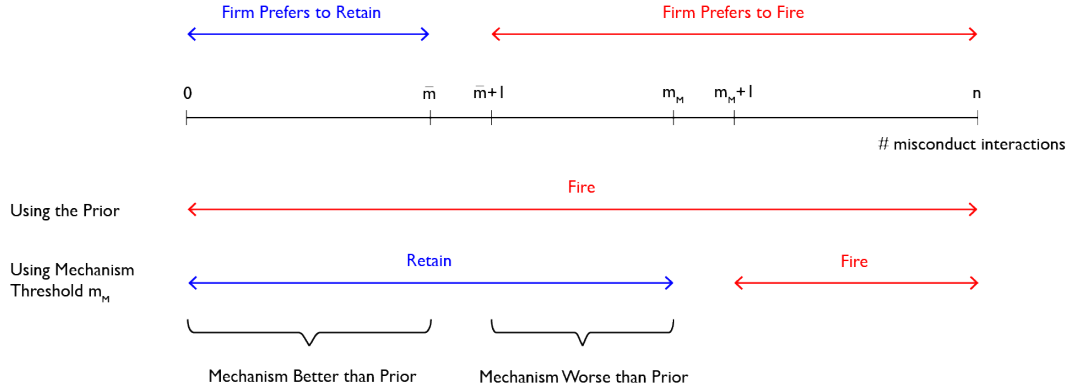 Firm Prefers to Retain
Firm Prefers to Fire
0
m̅
m̅+1
m_M
m_M+1
n
# misconduct interactions
Fire
Using the Prior
Using Mechanism
Threshold m_M
Retain
Fire
Mechanism Better than Prior
Mechanism Worse than Prior